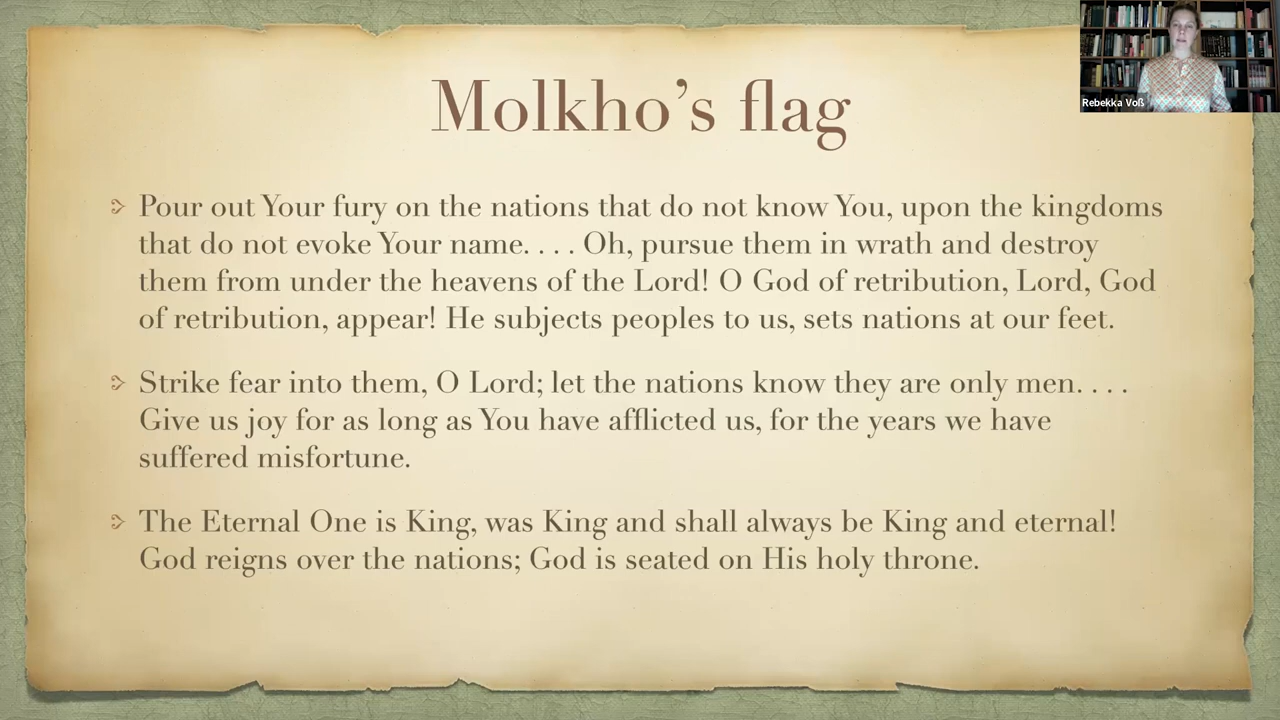 Molkho's flag
Rebekka Voß
Pour out Your fury on the nations that do not know You, upon the kingdoms
that do not evoke Your name. . . . Oh, pursue them in wrath and destroy
them from under the heavens of the Lord! O God of retribution, Lord, God
of retribution, appear! He subjects peoples to us, sets nations at our feet.
Strike fear into them, O Lord; let the nations know they are only men. . . .
Give us joy for as long as You have afflicted us, for the years we have
suffered misfortune.
The Eternal One is King, was King and shall always be King and eternal!
God reigns over the nations; God is seated on His holy throne.